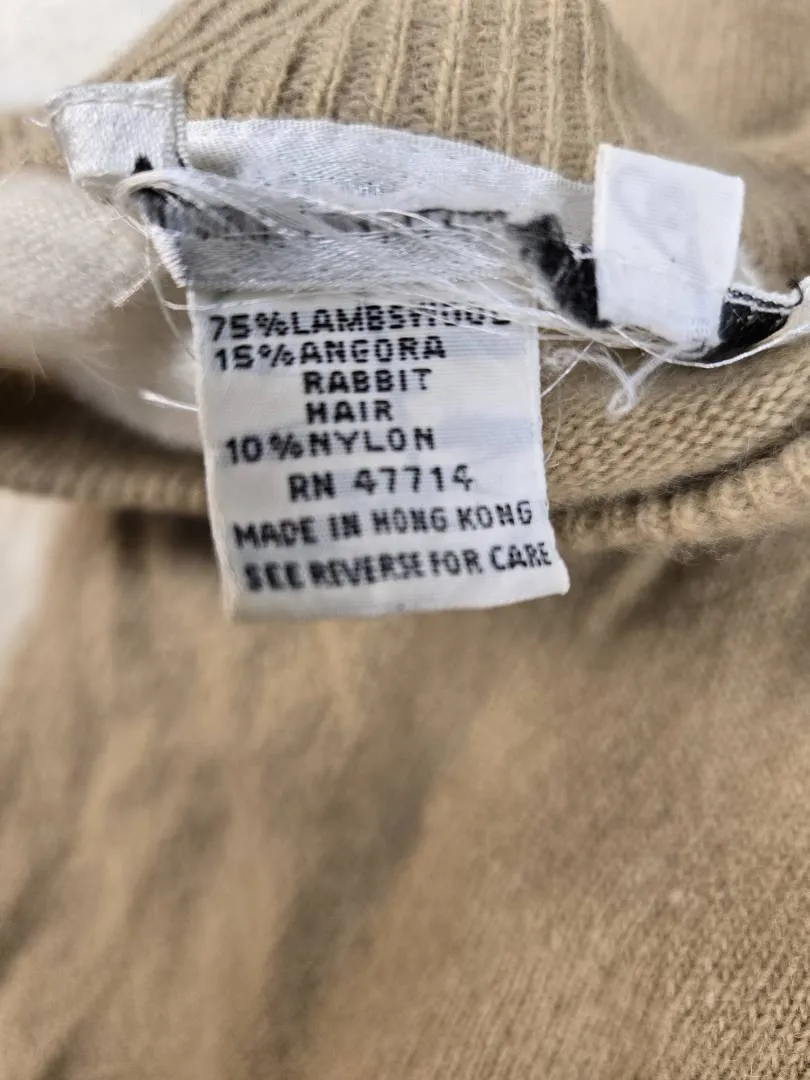 75%LAMBSWOOL
15%ANGORA
RABBIT
HAIR
10%NYLON
RN 47714
MADE IN HONG KONG
SEE REVERSE FOR CARE